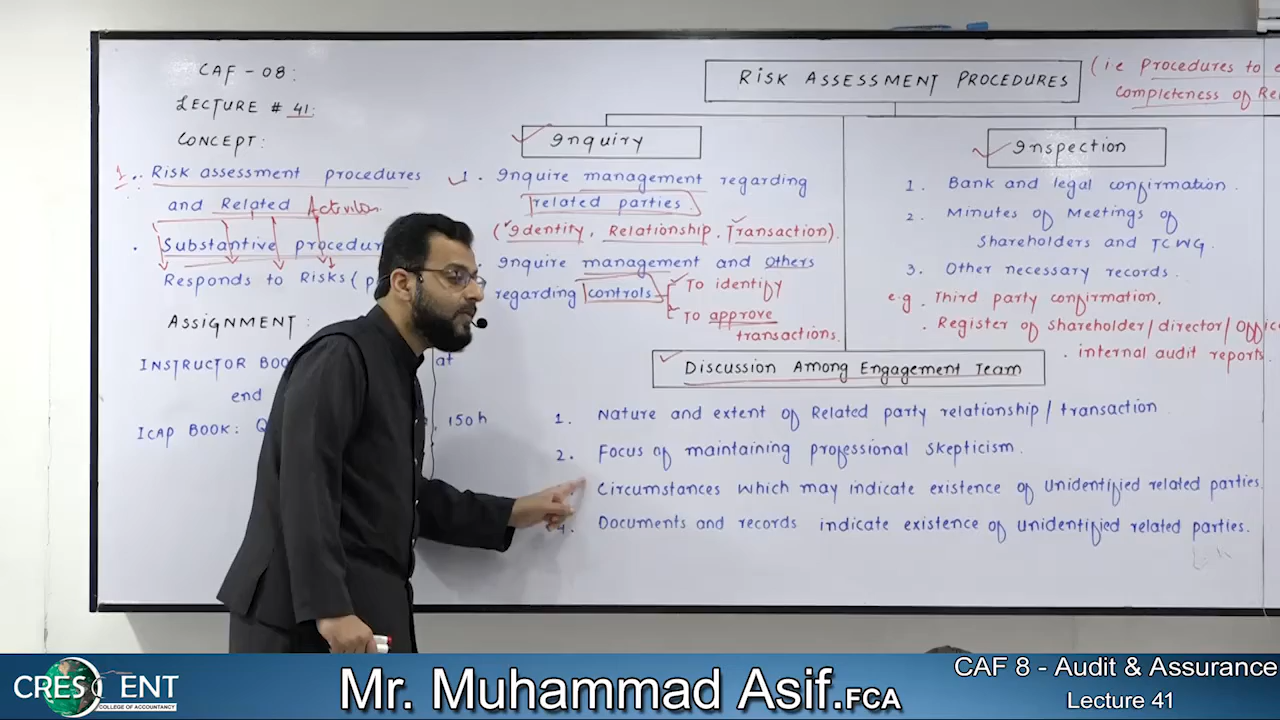 CAF - 08:
LECTURE # 41:
CONCEPT:
1. Risk assessment procedures
and Related
. Substantive
Responds to Risks
ASSIGNMENT:
INSTRUCTOR at
end
ICAP BOOK: 150h
RISK ASSESSMENT PROCEDURES
(i.e Procedures to
Completeness of
Inquiry
1. Inquire management regarding
related parties
(Identity, Relationship. Transaction).
Inquire management and others
regarding controls
To identify
To approve
transactions.
Inspection
1. Bank and legal confirmation.
2. Minutes of Meetings of
Shareholders and TCWG.
3. Other necessary records.
e.g. Third party confirmation.
. Register of shareholder/director/
. internal audit reports.
Discussion Among Engagement Team
1. Nature and extent of Related party relationship/transaction
2. Focus of maintaining professional skepticism.
Circumstances which may indicate existence of unidentified related parties.
4. Documents and records indicate existence of unidentified related parties.
CRESCENT
COLLEGE OF ACCOUNTANCY
Mr. Muhammad Asif.FCA
CAF 8 - Audit & Assurance
Lecture 41